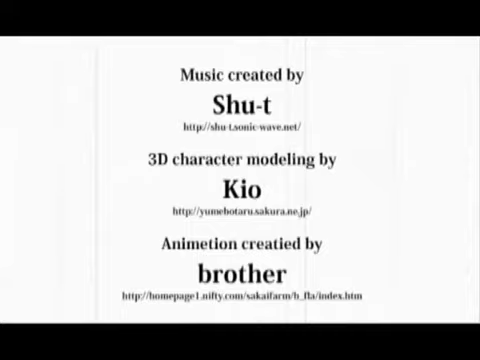 Music created by
Shu-t
http://shu-t.sonic-wave.net/
3D character modeling by
Kio
http://yumebotaru.sakura.ne.jp/
Animetion creatied by
brother
http://homepage1.nifty.com/sakaifarm/b_fla/index.htm